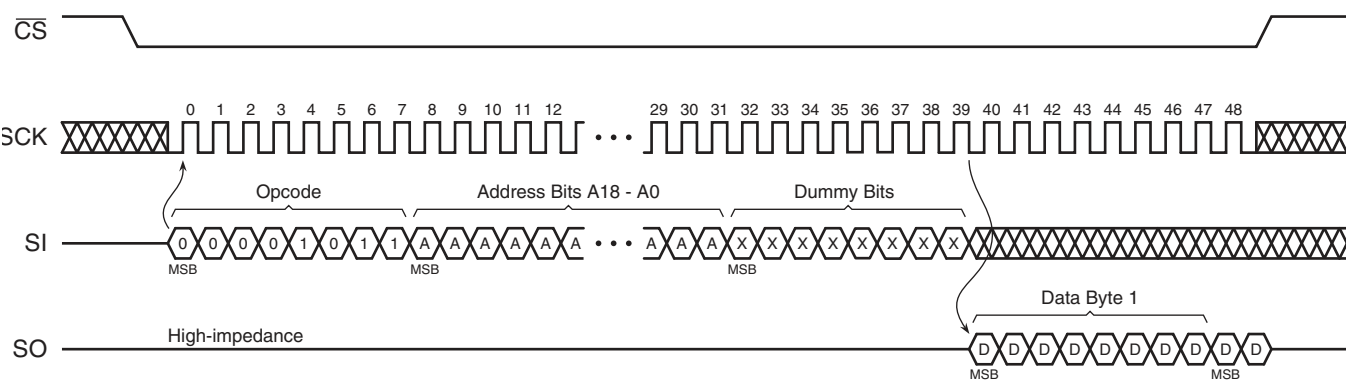 CS
0 1 2 3 4 5 6 7 8 9 10 11 12 29 30 31 32 33 34 35 36 37 38 39 40 41 42 43 44 45 46 47 48
SCK • • •
Opcode Address Bits A18 - A0 Dummy Bits
SI 0 0 0 0 1 0 1 1 A A A A A A • • • A A A X X X X X X X X
MSB MSB MSB
Data Byte 1
High-impedance
SO D D D D D D D D D D
MSB MSB